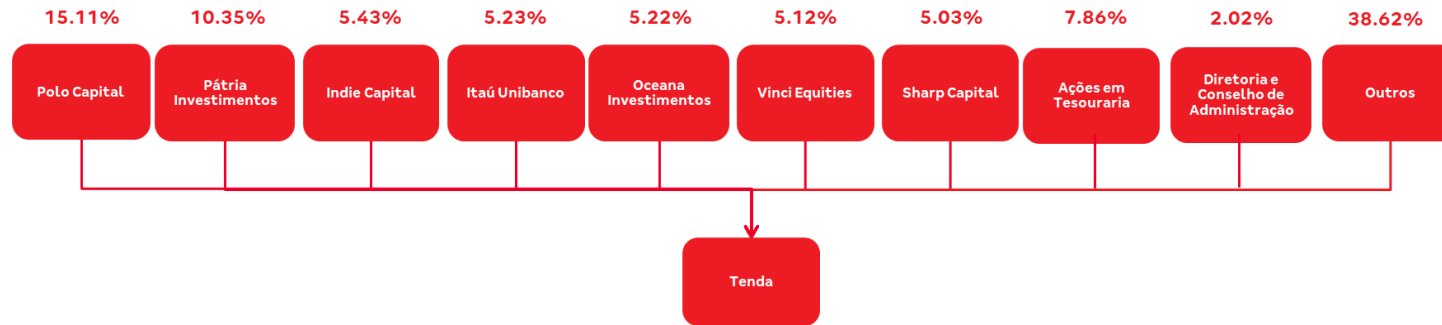 15.11%
10.35%
5.43%
5.23%
5.22%
5.12%
5.03%
7.86%
2.02%
38.62%
Polo Capital
Pátria
Investimentos
Indie Capital
Itaú Unibanco
Oceana
Investimentos
Vinci Equities
Sharp Capital
Ações em
Tesouraria
Diretoria e
Conselho de
Administração
Outros
Tenda